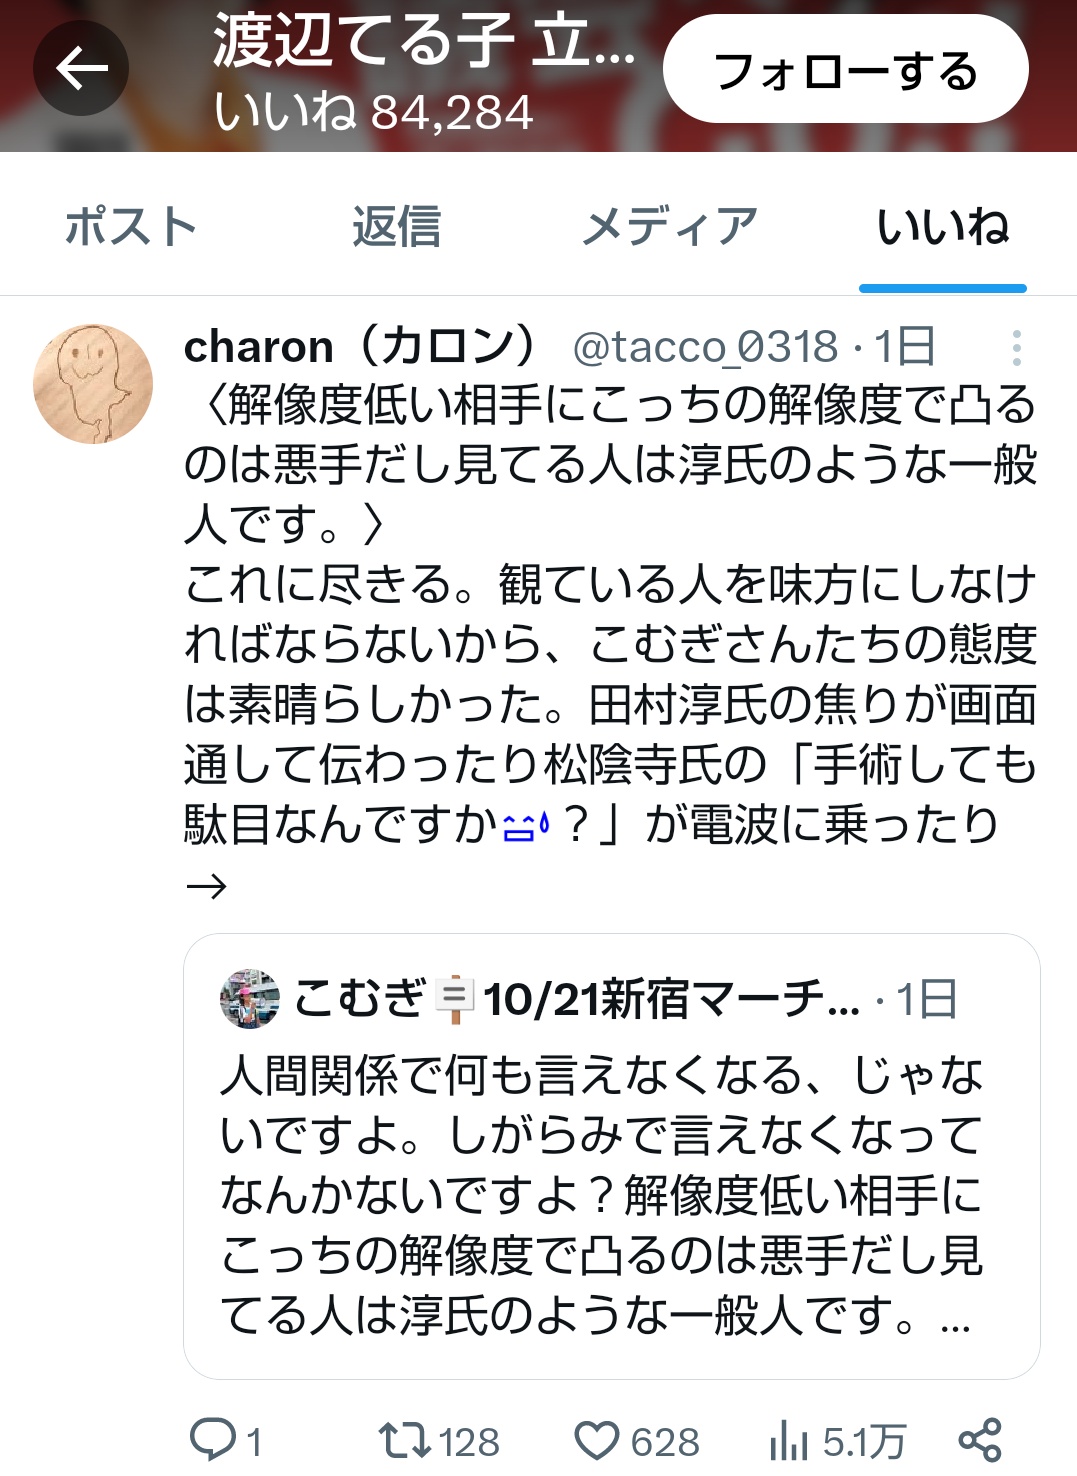 渡辺てる子 立...
いいね 84,284
フォローする
ポスト 返信 メディア いいね
charon（カロン） @tacco_0318 · 1日
〈解像度低い相手にこっちの解像度で凸る
のは悪手だし見てる人は淳氏のような一般
人です。〉
これに尽きる。観ている人を味方にしなけ
ればならないから、こむぎさんたちの態度
は素晴らしかった。田村淳氏の焦りが画面
通して伝わったり松陰寺氏の「手術しても
駄目なんですか？」が電波に乗ったり
→
こむぎ🪧10/21新宿マーチ... · 1日
人間関係で何も言えなくなる、じゃな
いですよ。しがらみで言えなくなって
なんかないですよ？解像度低い相手に
こっちの解像度で凸るのは悪手だし見
てる人は淳氏のような一般人です。...
1 128 628 5.1万